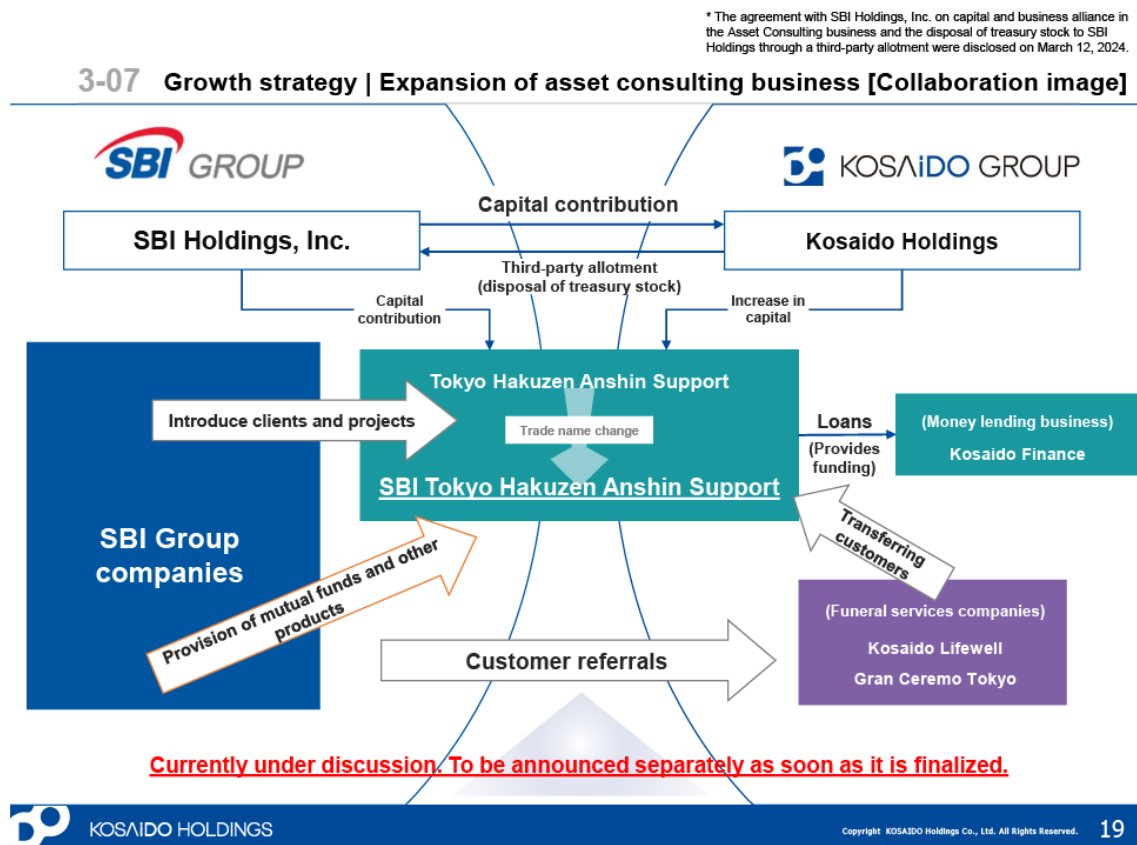 * The agreement with SBI Holdings, Inc. on capital and business alliance in
the Asset Consulting business and the disposal of treasury stock to SBI
Holdings through a third-party allotment were disclosed on March 12, 2024.
3-07 Growth strategy | Expansion of asset consulting business [Collaboration image]
SBI GROUP
KOSAiDO GROUP
Capital contribution
SBI Holdings, Inc.
Kosaido Holdings
Third-party allotment
(disposal of treasury stock)
Capital
contribution
Increase in
capital
Tokyo Hakuzen Anshin Support
Introduce clients and projects
Trade name change
SBI Tokyo Hakuzen Anshin Support
Loans
(Provides
funding)
(Money lending business)
Kosaido Finance
SBI Group
companies
Transferring
customers
Provision of mutual funds and other
products
(Funeral services companies)
Kosaido Lifewell
Gran Ceremo Tokyo
Customer referrals
Currently under discussion. To be announced separately as soon as it is finalized.
KOSAIDO HOLDINGS
Copyright KOSAIDO Holdings Co., Ltd. All Rights Reserved.
19